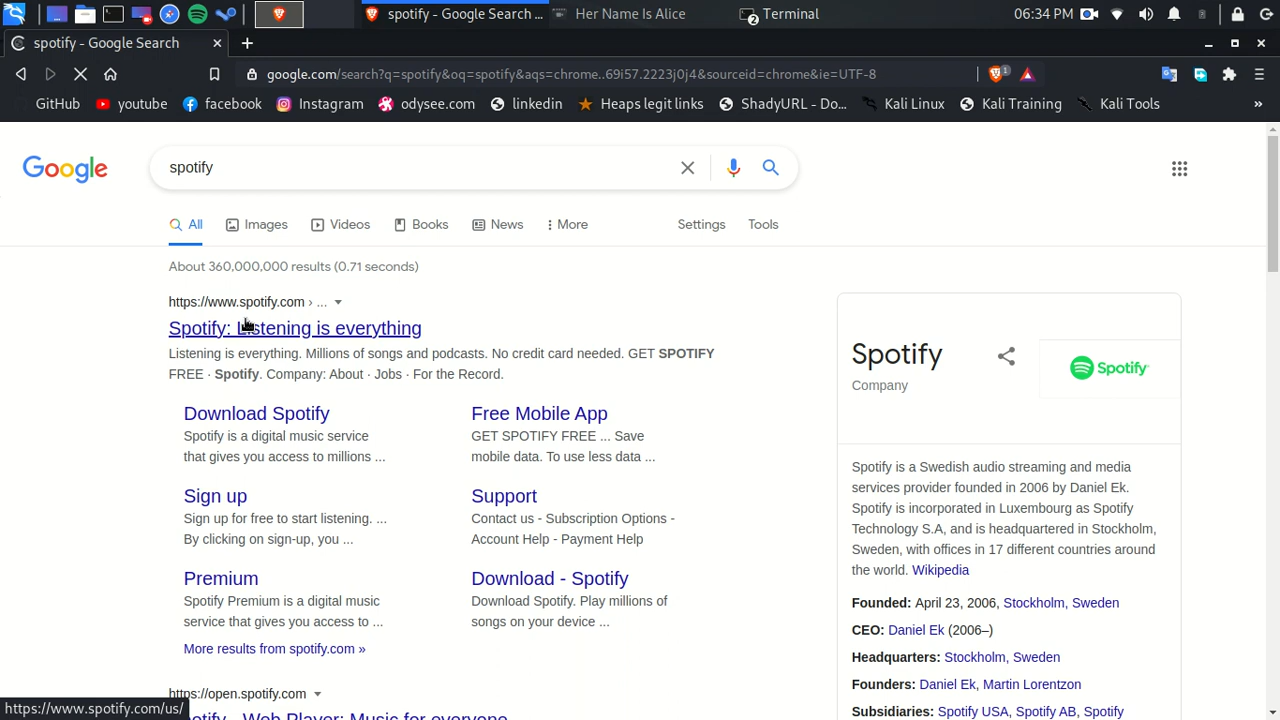 spotify - Google Search ...
Her Name Is Alice
2
Terminal
06:34 PM
spotify - Google Search
google.com/search?q=spotify&oq=spotify&aqs=chrome..69i57.2223j0j4&sourceid=chrome&ie=UTF-8
1
GitHub
youtube
facebook
Instagram
odysee.com
linkedin
Heaps legit links
ShadyURL - Do...
Kali Linux
Kali Training
Kali Tools
»
Google
spotify
All
Images
Videos
Books
News
More
Settings
Tools
About 360,000,000 results (0.71 seconds)
https://www.spotify.com › ...
Spotify: Listening is everything
Listening is everything. Millions of songs and podcasts. No credit card needed. GET SPOTIFY
FREE · Spotify. Company: About · Jobs · For the Record.
Download Spotify
Spotify is a digital music service
that gives you access to millions ...
Free Mobile App
GET SPOTIFY FREE ... Save
mobile data. To use less data ...
Sign up
Sign up for free to start listening. ...
By clicking on sign-up, you ...
Support
Contact us - Subscription Options -
Account Help - Payment Help
Premium
Spotify Premium is a digital music
service that gives you access to ...
Download - Spotify
Download Spotify. Play millions of
songs on your device ...
More results from spotify.com »
https://open.spotify.com
Spotify - Web Player: Music for everyone
https://www.spotify.com/us/
Spotify
Company
Spotify
Spotify is a Swedish audio streaming and media
services provider founded in 2006 by Daniel Ek.
Spotify is incorporated in Luxembourg as Spotify
Technology S.A, and is headquartered in Stockholm,
Sweden, with offices in 17 different countries around
the world. Wikipedia
Founded: April 23, 2006, Stockholm, Sweden
CEO: Daniel Ek (2006–)
Headquarters: Stockholm, Sweden
Founders: Daniel Ek, Martin Lorentzon
Subsidiaries: Spotify USA, Spotify AB, Spotify